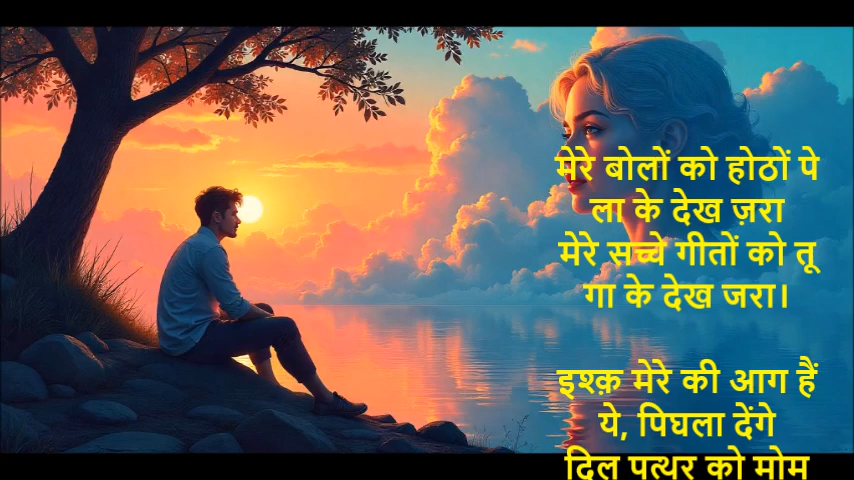 मेरे बोलों को होठों पे
ला के देख ज़रा
मेरे सच्चे गीतों को तू
गा के देख जरा।
इश्क़ मेरे की आग हैं
ये, पिघला देंगे
दिल पत्थर को मोम